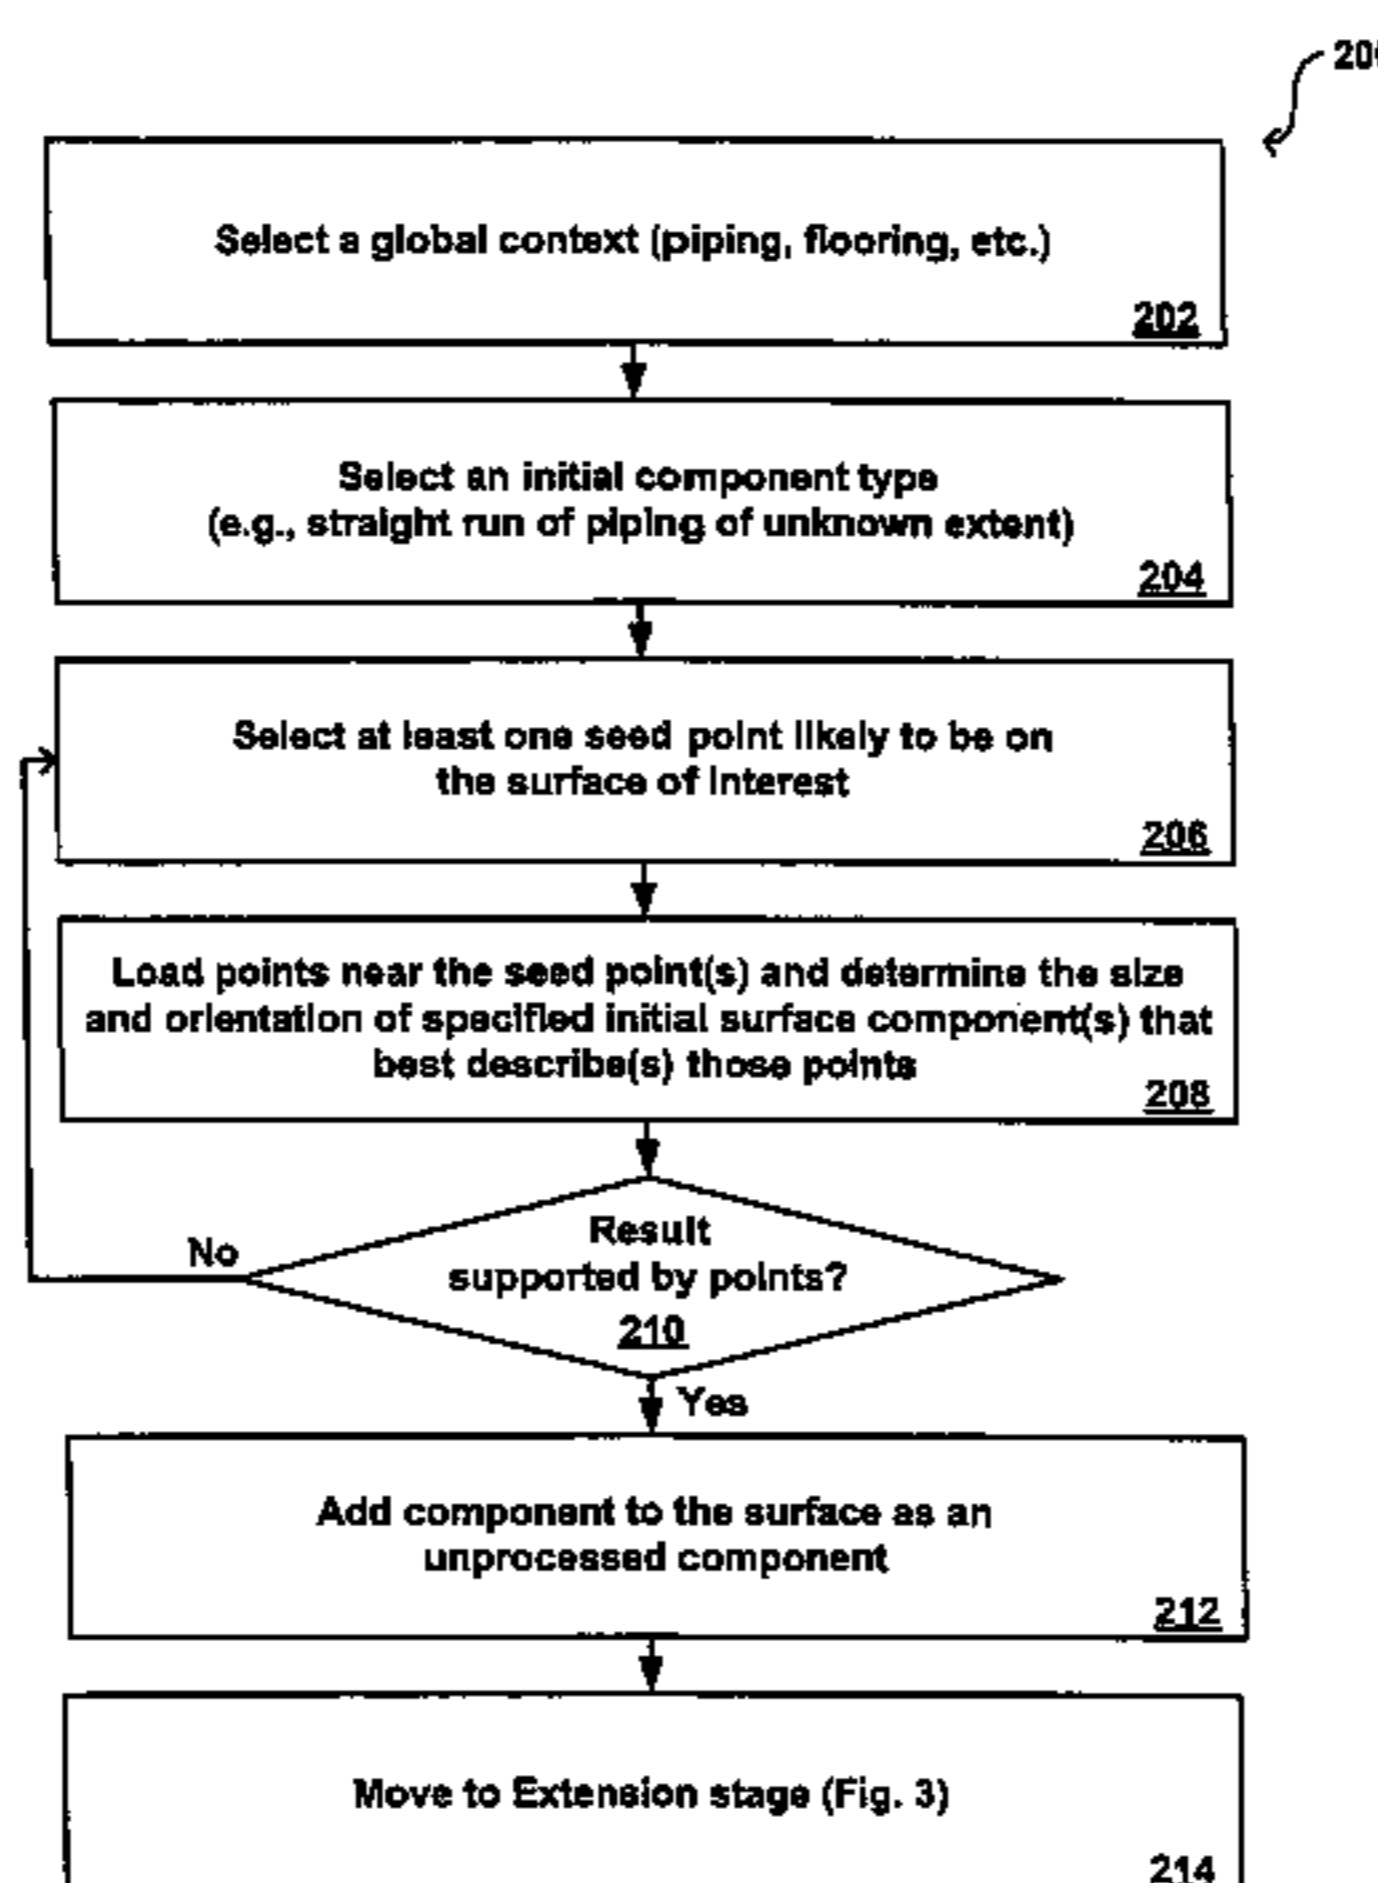 Select a global context (piping, flooring, etc.)
202
Select an initial component type
(e.g., straight run of piping of unknown extent)
204
Select at least one seed point likely to be on
the surface of interest
206
Load points near the seed point(s) and determine the size
and orientation of specified initial surface component(s) that
best describe(s) those points
208
Result
supported by points?
210
No
Yes
Add component to the surface as an
unprocessed component
212
Move to Extension stage (Fig. 3)
214